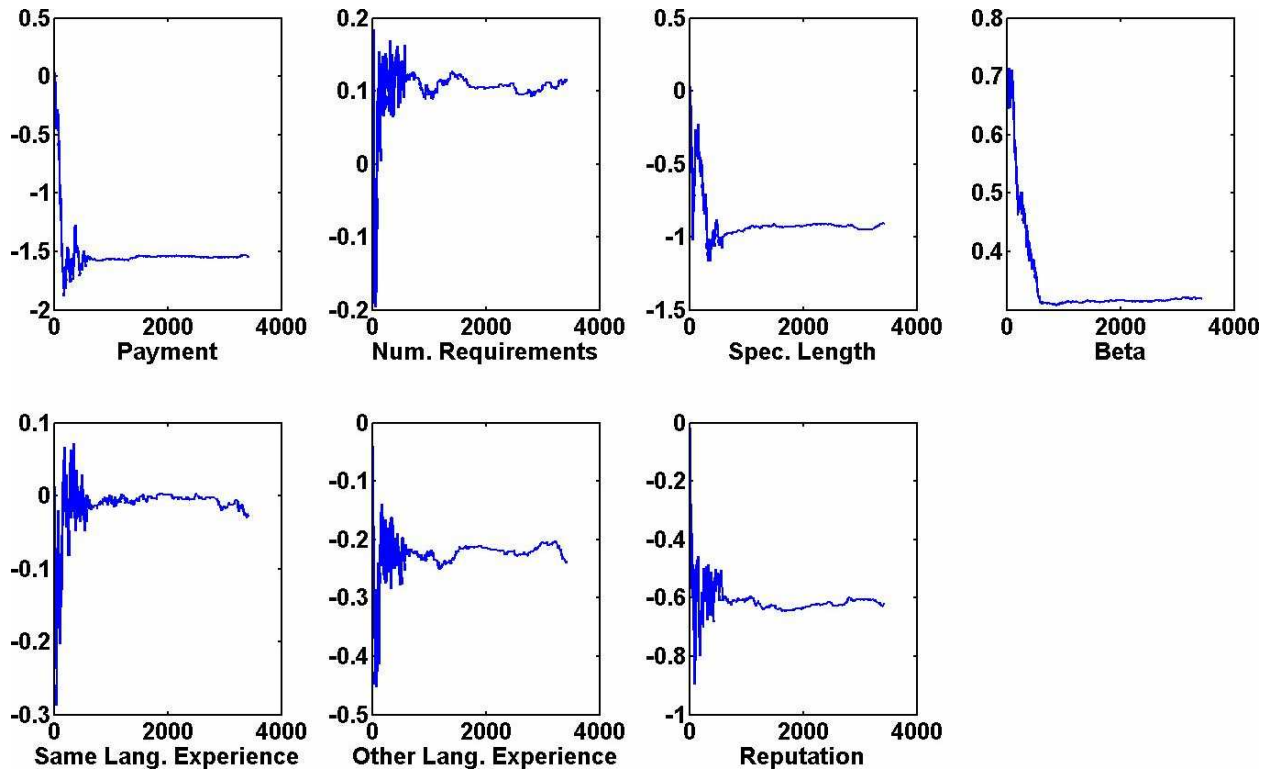 0.5
0
-0.5
-1
-1.5
-2
0 2000 4000
Payment
0.2
0.1
0
-0.1
-0.2
0 2000 4000
Num. Requirements
0.5
0
-0.5
-1
-1.5
0 2000 4000
Spec. Length
0.8
0.7
0.6
0.5
0.4
0 2000 4000
Beta
0.1
0
-0.1
-0.2
-0.3
0 2000 4000
Same Lang. Experience
0
-0.1
-0.2
-0.3
-0.4
-0.5
0 2000 4000
Other Lang. Experience
0
-0.2
-0.4
-0.6
-0.8
-1
0 2000 4000
Reputation